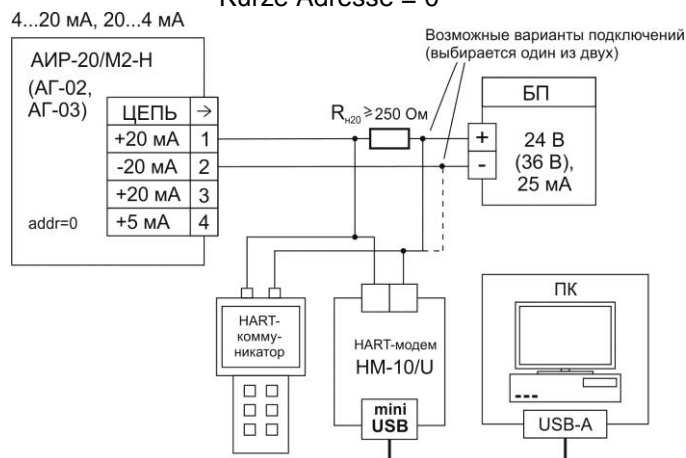 Kurze Adresse = 0
4...20 мА, 20...4 мА
АИР-20/М2-Н
(АГ-02,
АГ-03)
ЦЕПЬ →
+20 мА 1
-20 мА 2
+20 мА 3
+5 мА 4
addr=0
Rн20 ≥250 Ом
Возможные варианты подключений
(выбирается один из двух)
БП
+
-
24 В
(36 В),
25 мА
HART-
комму-
никатор
HART-модем
НМ-10/U
mini
USB
ПК
USB-A